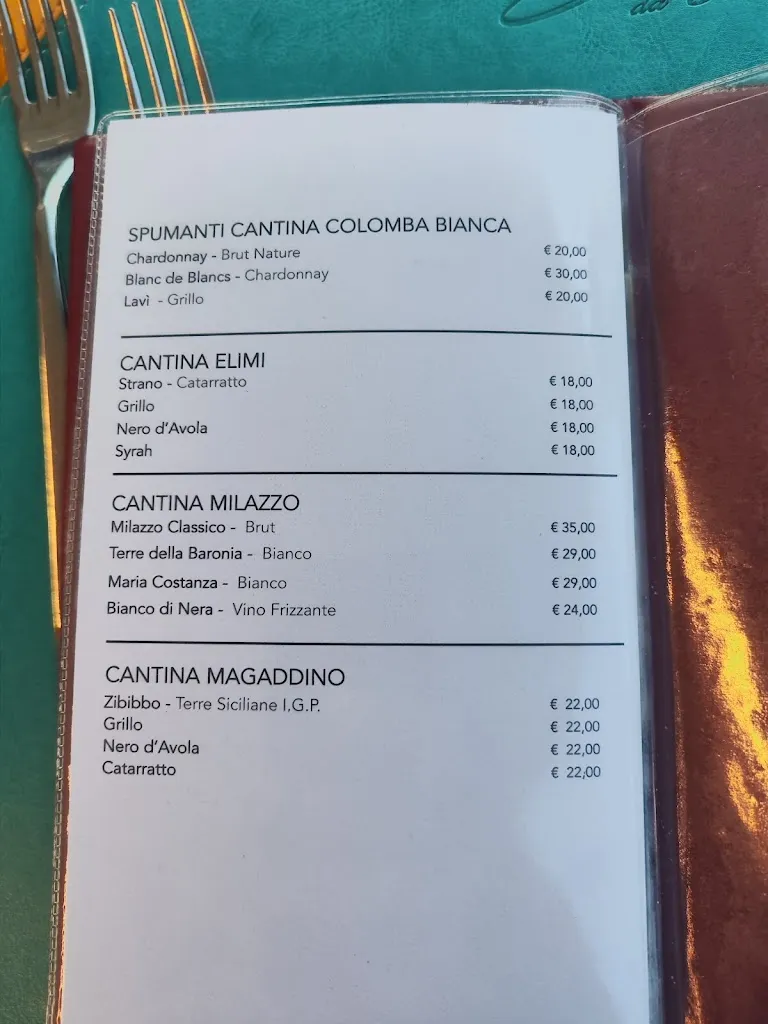 SPUMANTI CANTINA COLOMBA BIANCA
Chardonnay - Brut Nature € 20,00
Blanc de Blancs - Chardonnay € 30,00
Lavì - Grillo € 20,00
CANTINA ELIMI
Strano - Catarratto € 18,00
Grillo € 18,00
Nero d'Avola € 18,00
Syrah € 18,00
CANTINA MILAZZO
Milazzo Classico - Brut € 35,00
Terre della Baronia - Bianco € 29,00
Maria Costanza - Bianco € 29,00
Bianco di Nera - Vino Frizzante € 24,00
CANTINA MAGADDINO
Zibibbo - Terre Siciliane I.G.P. € 22,00
Grillo € 22,00
Nero d'Avola € 22,00
Catarratto € 22,00